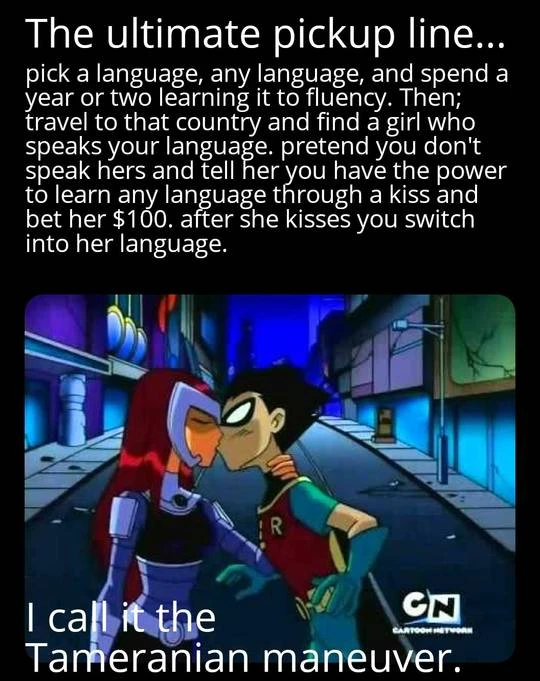 The ultimate pickup line...
pick a language, any language, and spend a
year or two learning it to fluency. Then;
travel to that country and find a girl who
speaks your language. pretend you don't
speak hers and tell her you have the power
to learn any language through a kiss and
bet her $100. after she kisses you switch
into her language.
R
CN
CARTOON NETWORK
I call it the
Tameranian maneuver.